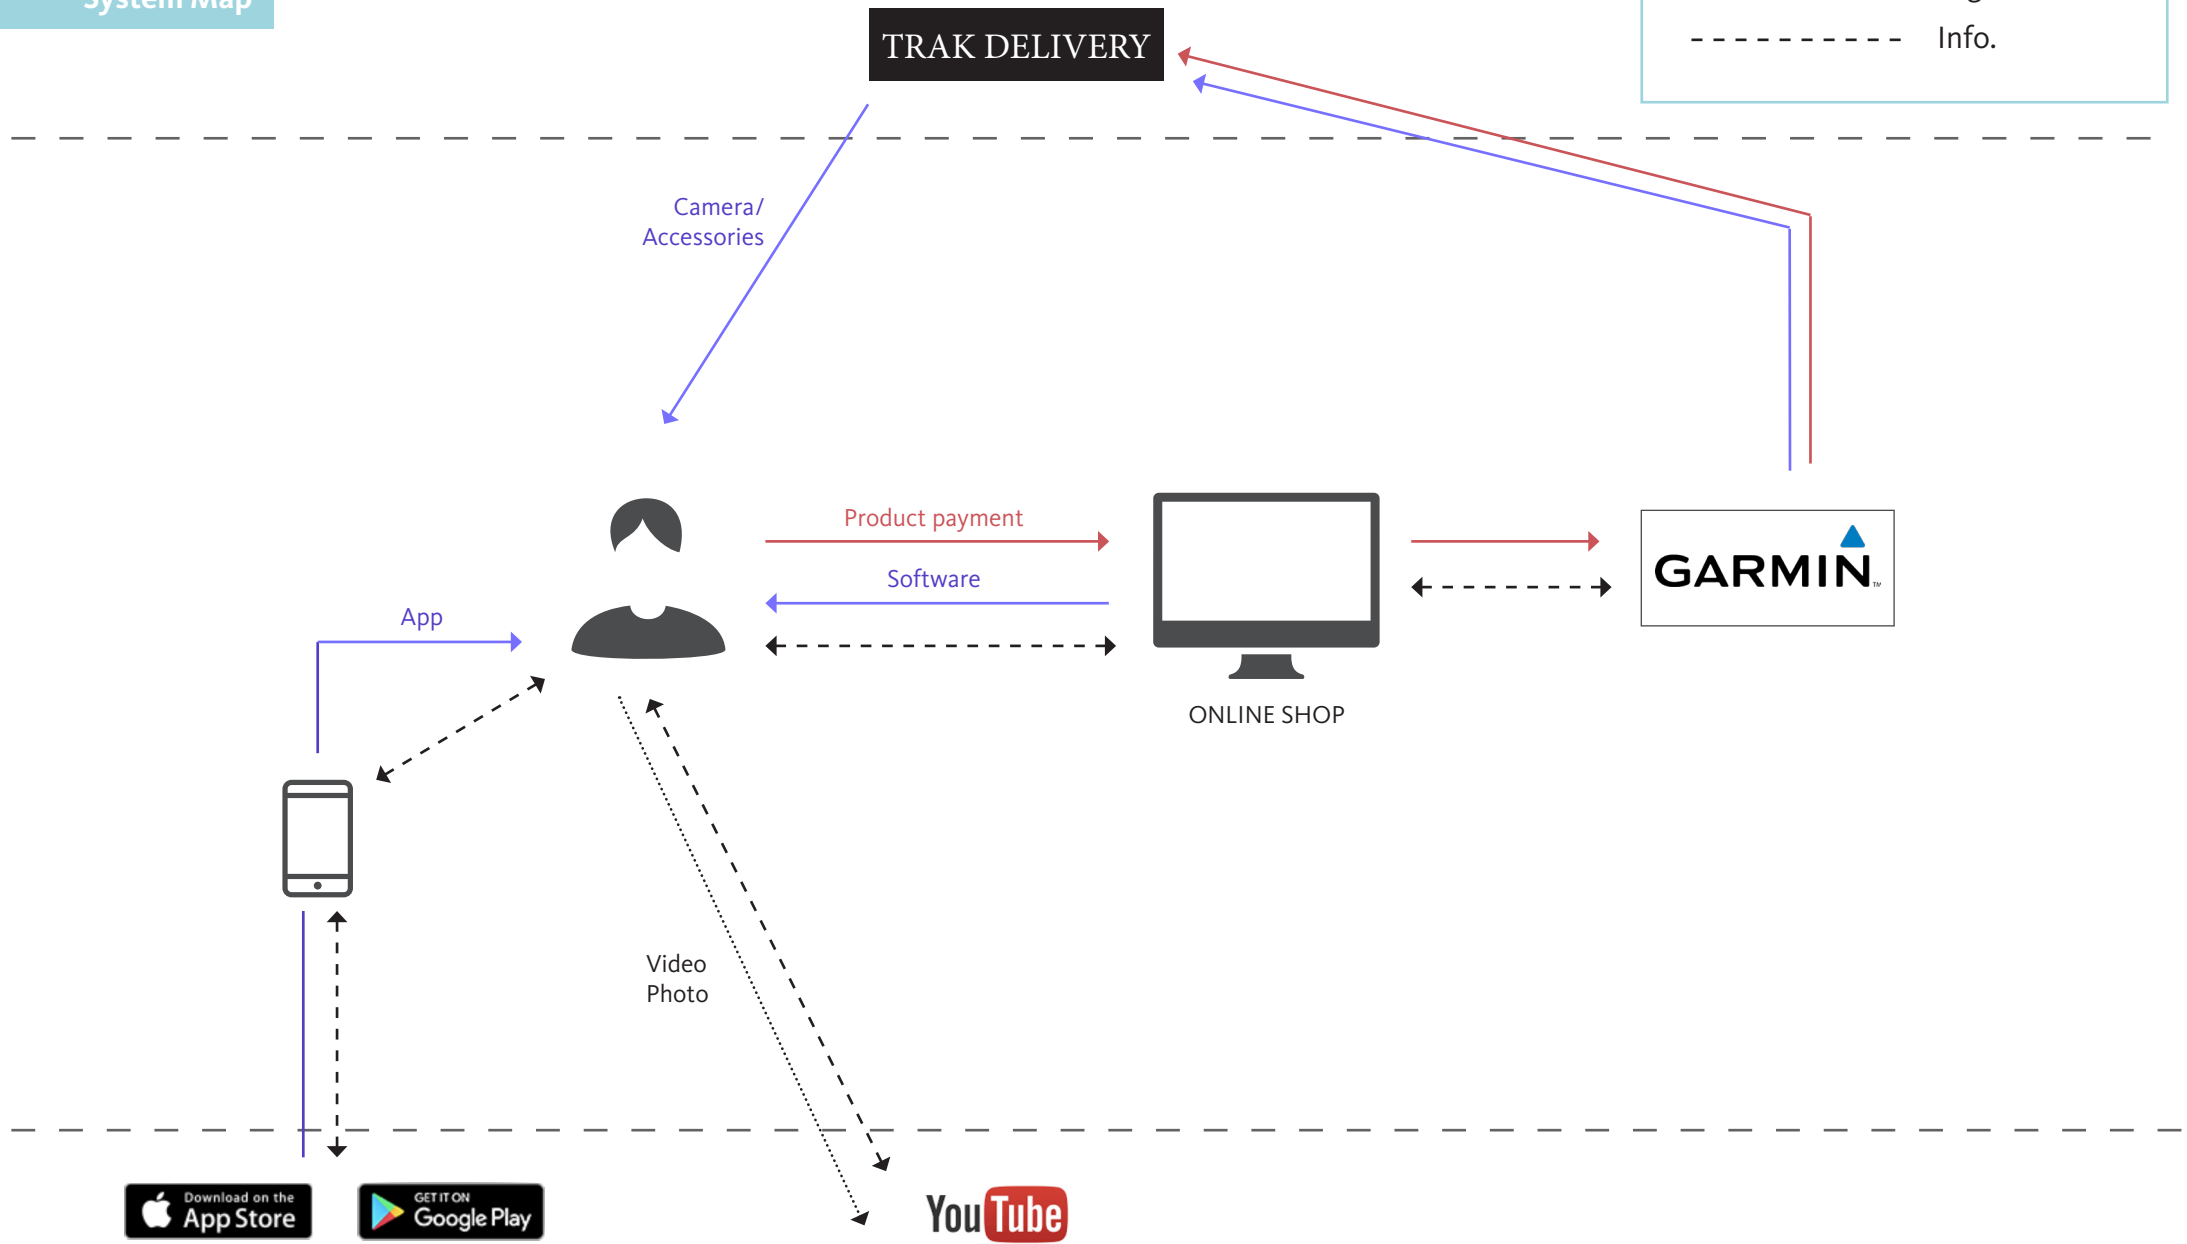 System Map
TRAK DELIVERY
Info.
Camera/
Accessories
Product payment
Software
App
GARMIN™
ONLINE SHOP
Video
Photo
Download on the
App Store
GET IT ON
Google Play
YouTube